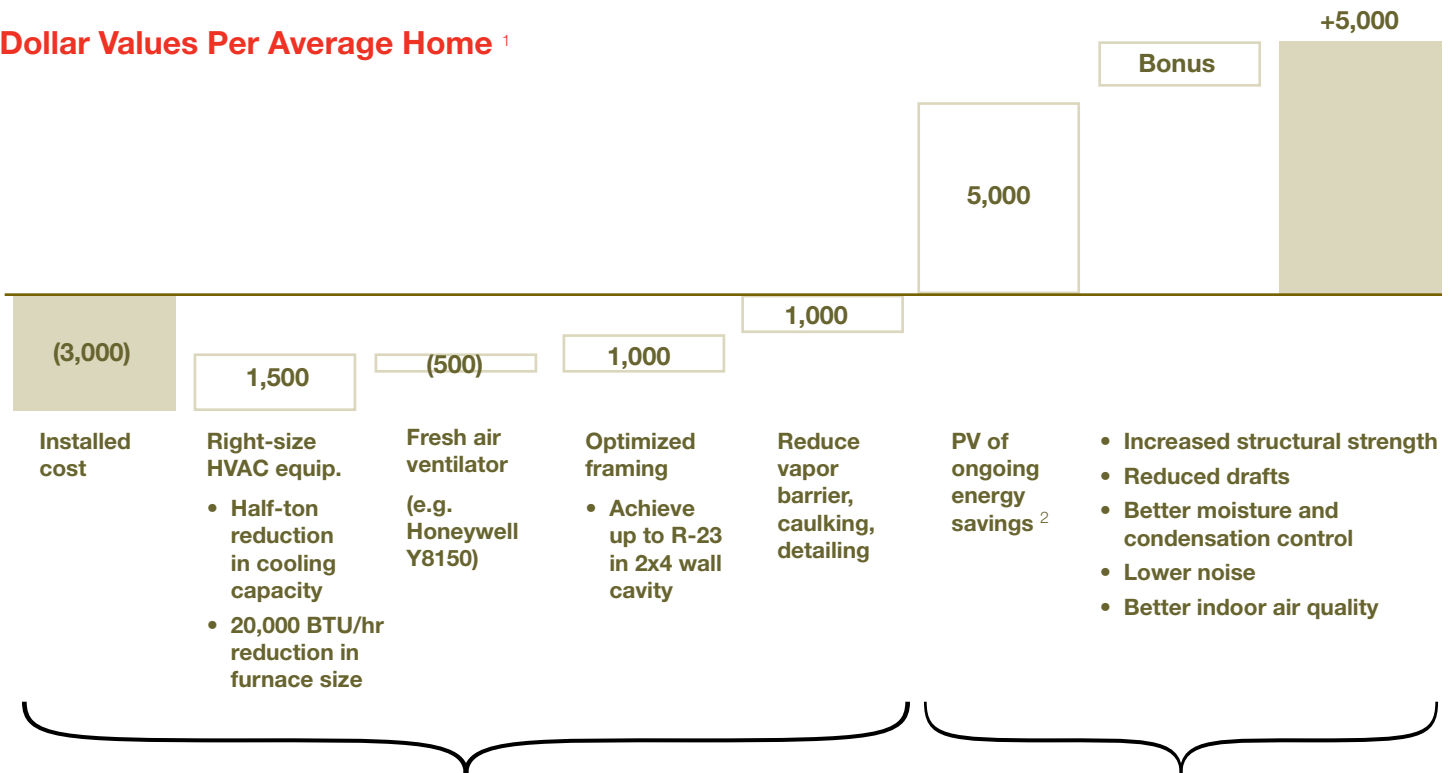 Dollar Values Per Average Home 1
+5,000
Bonus
5,000
(3,000)
1,500
(500)
1,000
1,000
Installed
cost
Right-size
HVAC equip.
• Half-ton
reduction
in cooling
capacity
• 20,000 BTU/hr
reduction in
furnace size
Fresh air
ventilator
(e.g.
Honeywell
Y8150)
Optimized
framing
• Achieve
up to R-23
in 2x4 wall
cavity
Reduce
vapor
barrier,
caulking,
detailing
PV of
ongoing
energy
savings 2
• Increased structural strength
• Reduced drafts
• Better moisture and
condensation control
• Lower noise
• Better indoor air quality